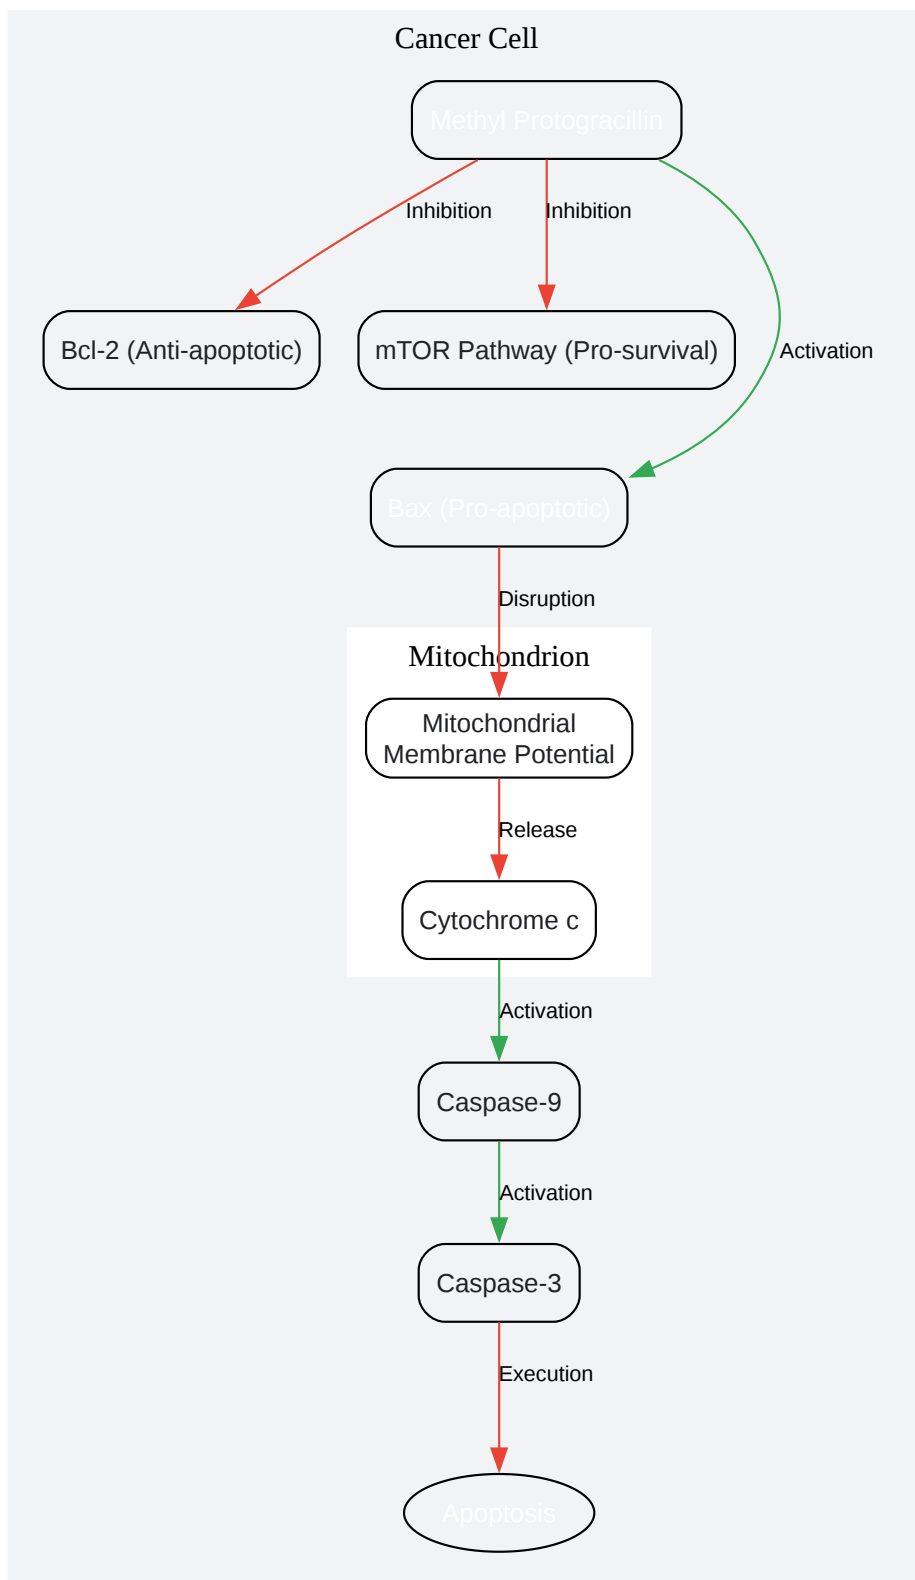 Cancer Cell
Methyl Protogracillin
Inhibition
Inhibition
Bcl-2 (Anti-apoptotic)
mTOR Pathway (Pro-survival)
Activation
Bax (Pro-apoptotic)
Disruption
Mitochondrion
Mitochondrial
Membrane Potential
Release
Cytochrome c
Activation
Caspase-9
Activation
Caspase-3
Execution
Apoptosis